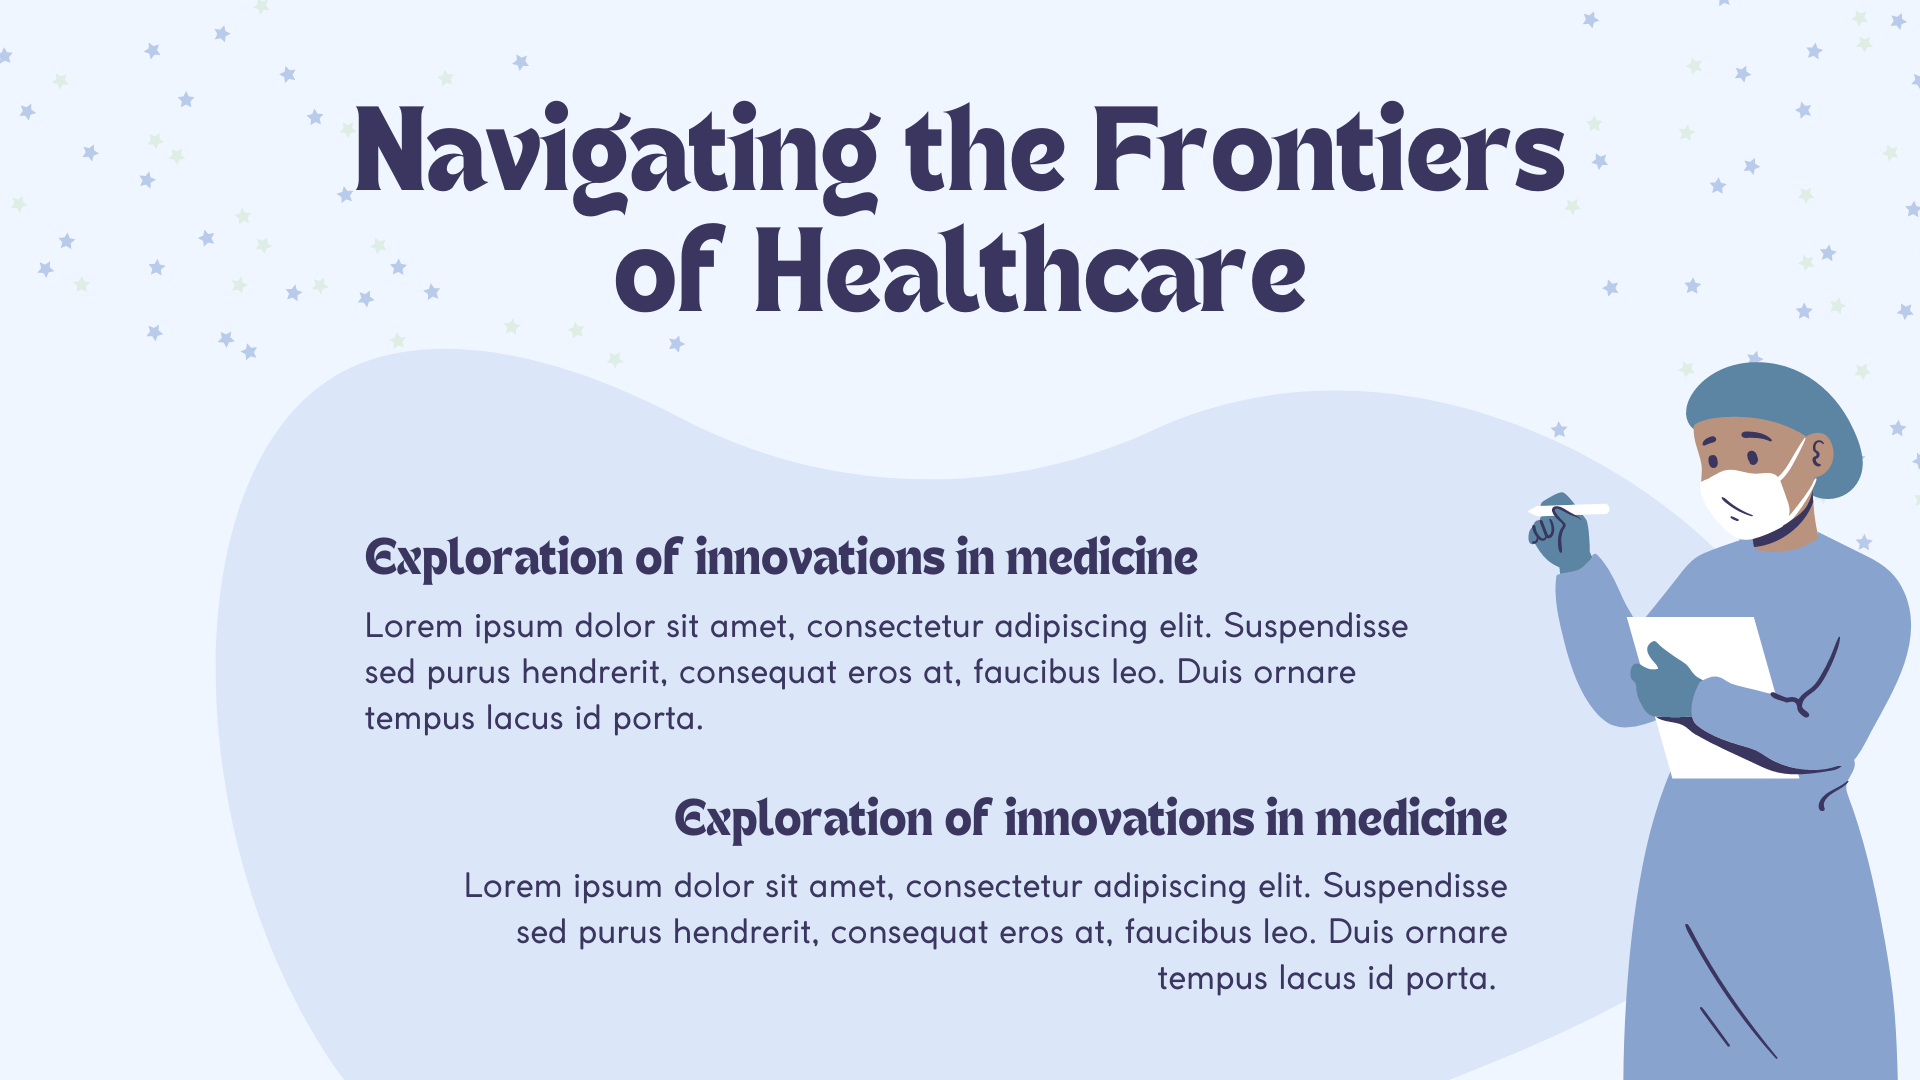 Navigating the Frontiers
of Healthcare
Exploration of innovations in medicine
Lorem ipsum dolor sit amet, consectetur adipiscing elit. Suspendisse
sed purus hendrerit, consequat eros at, faucibus leo. Duis ornare
tempus lacus id porta.
Exploration of innovations in medicine
Lorem ipsum dolor sit amet, consectetur adipiscing elit. Suspendisse
sed purus hendrerit, consequat eros at, faucibus leo. Duis ornare
tempus lacus id porta.